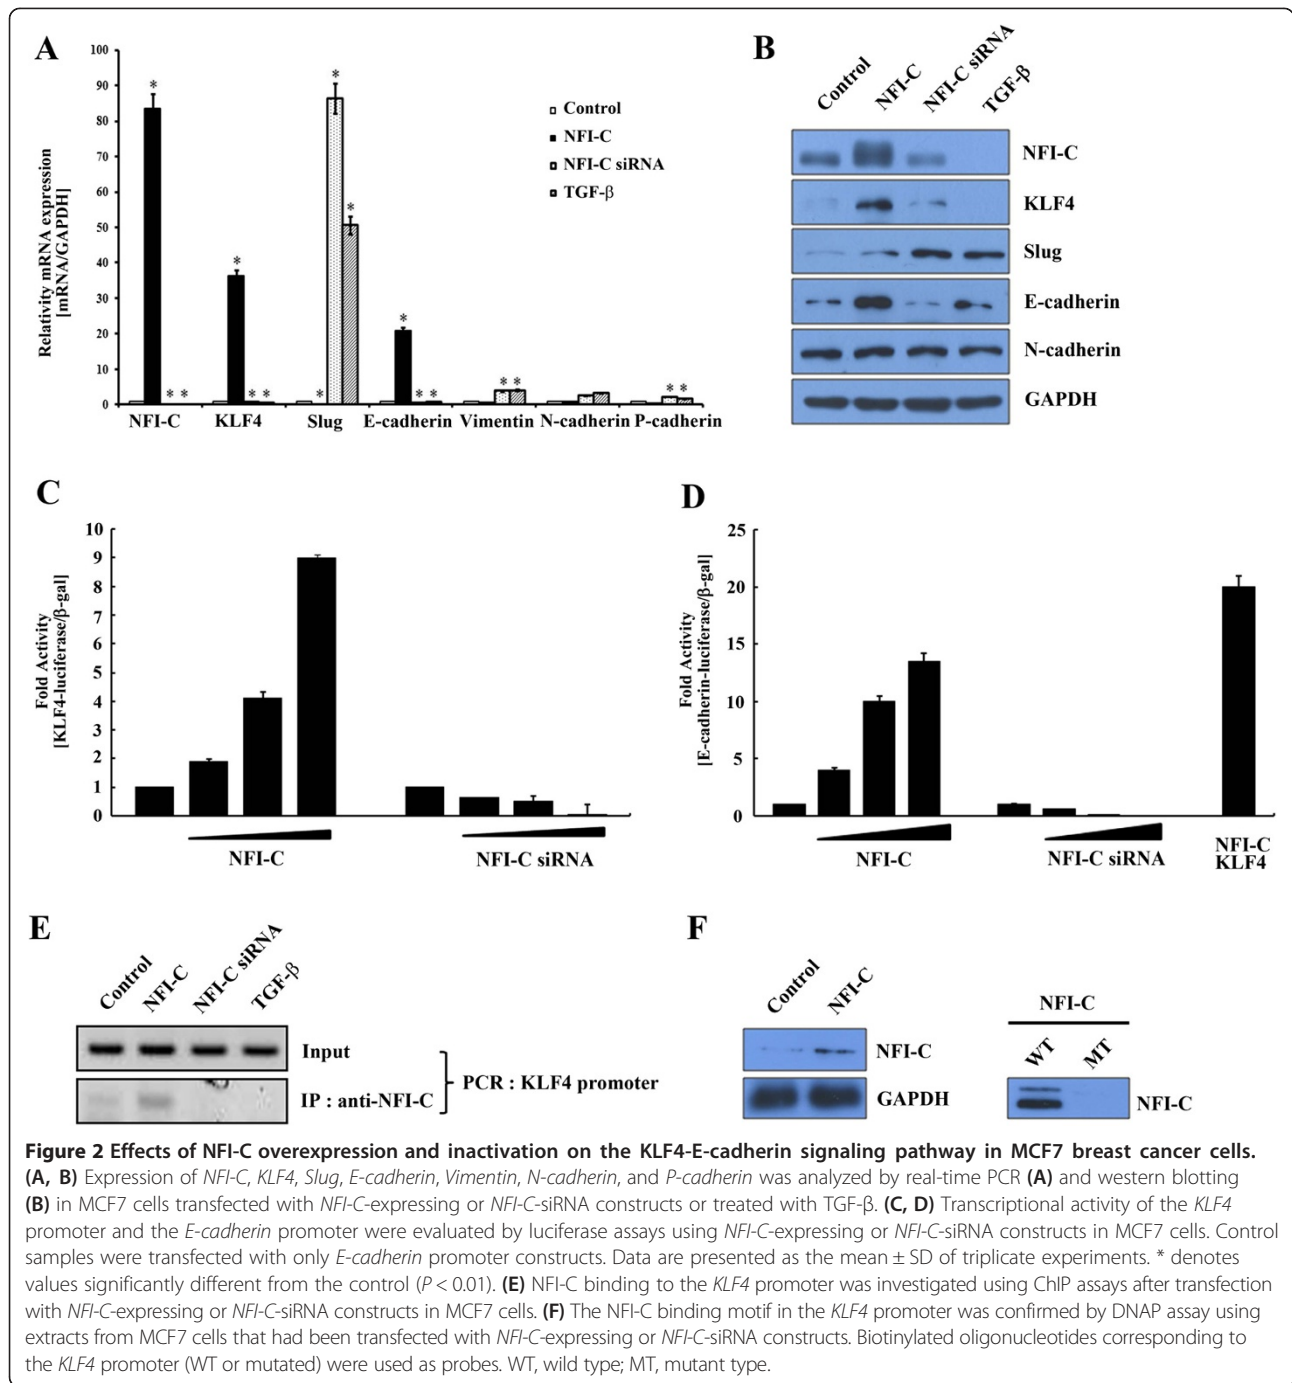 A
100
90
80
70
60
50
40
30
20
10
0
Relativity mRNA expression
[mRNA/GAPDH]
*
*
* *
*
* *
*
*
*
*
* *
* *
* *
Control
NFI-C
NFI-C siRNA
TGF-β
NFI-C KLF4 Slug E-cadherin Vimentin N-cadherin P-cadherin
B
Control NFI-C NFI-C siRNA TGF-β
NFI-C
KLF4
Slug
E-cadherin
N-cadherin
GAPDH
C
10
9
8
7
6
5
4
3
2
1
0
Fold Activity
[KLF4-luciferase/β-gal]
NFI-C NFI-C siRNA
D
25
20
15
10
5
0
Fold Activity
[E-cadherin-luciferase/β-gal]
NFI-C NFI-C siRNA
NFI-C
KLF4
E
Control NFI-C NFI-C siRNA TGF-β
Input
IP : anti-NFI-C
PCR : KLF4 promoter
F
Control NFI-C
NFI-C
GAPDH
NFI-C
WT MT
NFI-C
Figure 2 Effects of NFI-C overexpression and inactivation on the KLF4-E-cadherin signaling pathway in MCF7 breast cancer cells.
(A, B) Expression of NFI-C, KLF4, Slug, E-cadherin, Vimentin, N-cadherin, and P-cadherin was analyzed by real-time PCR (A) and western blotting
(B) in MCF7 cells transfected with NFI-C-expressing or NFI-C-siRNA constructs or treated with TGF-β. (C, D) Transcriptional activity of the KLF4
promoter and the E-cadherin promoter were evaluated by luciferase assays using NFI-C-expressing or NFI-C-siRNA constructs in MCF7 cells. Control
samples were transfected with only E-cadherin promoter constructs. Data are presented as the mean ± SD of triplicate experiments. * denotes
values significantly different from the control (P < 0.01). (E) NFI-C binding to the KLF4 promoter was investigated using ChIP assays after transfection
with NFI-C-expressing or NFI-C-siRNA constructs in MCF7 cells. (F) The NFI-C binding motif in the KLF4 promoter was confirmed by DNAP assay using
extracts from MCF7 cells that had been transfected with NFI-C-expressing or NFI-C-siRNA constructs. Biotinylated oligonucleotides corresponding to
the KLF4 promoter (WT or mutated) were used as probes. WT, wild type; MT, mutant type.